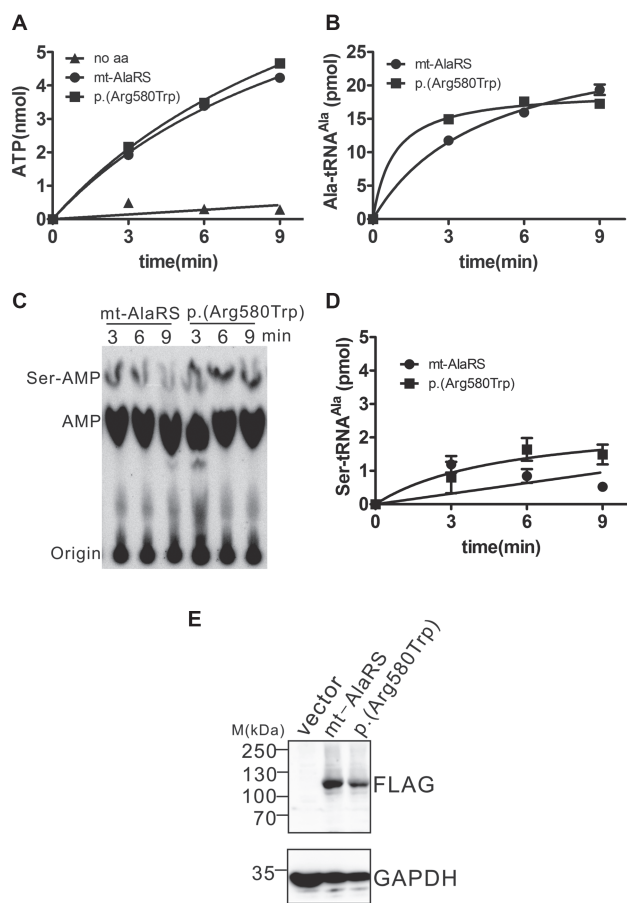 A
ATP(nmol)
5
4
3
2
1
0
no aa
mt-AlaRS
p.(Arg580Trp)
0 3 6 9
time(min)
B
Ala-tRNAAla (pmol)
25
20
15
10
5
0
mt-AlaRS
p.(Arg580Trp)
0 3 6 9
time(min)
C
mt-AlaRS p.(Arg580Trp)
3 6 9 3 6 9 min
Ser-AMP
AMP
Origin
D
Ser-tRNAAla (pmol)
5
4
3
2
1
0
mt-AlaRS
p.(Arg580Trp)
0 3 6 9
time(min)
E
vector
mt-AlaRS
p.(Arg580Trp)
M(kDa)
250
130
100
70
FLAG
35
GAPDH